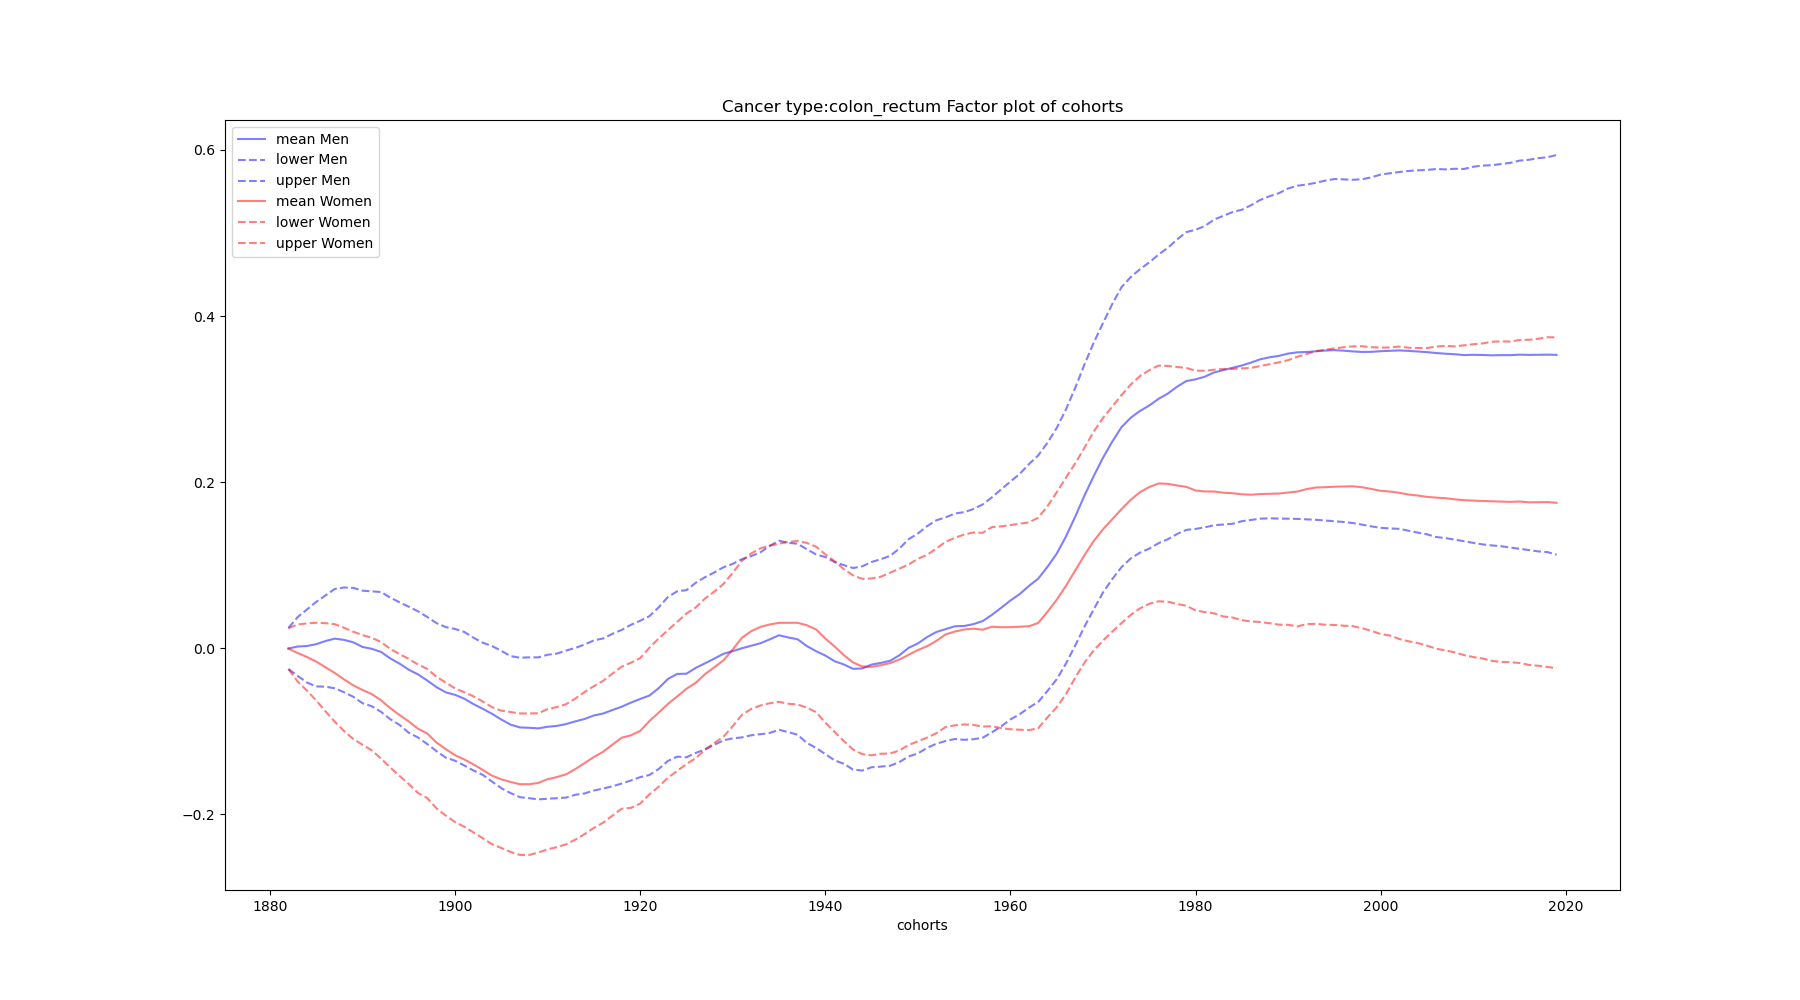 Cancer type:colon_rectum Factor plot of cohorts
mean Men
lower Men
upper Men
mean Women
lower Women
upper Women
0.6
0.4
0.2
0.0
−0.2
1880 1900 1920 1940 1960 1980 2000 2020
cohorts